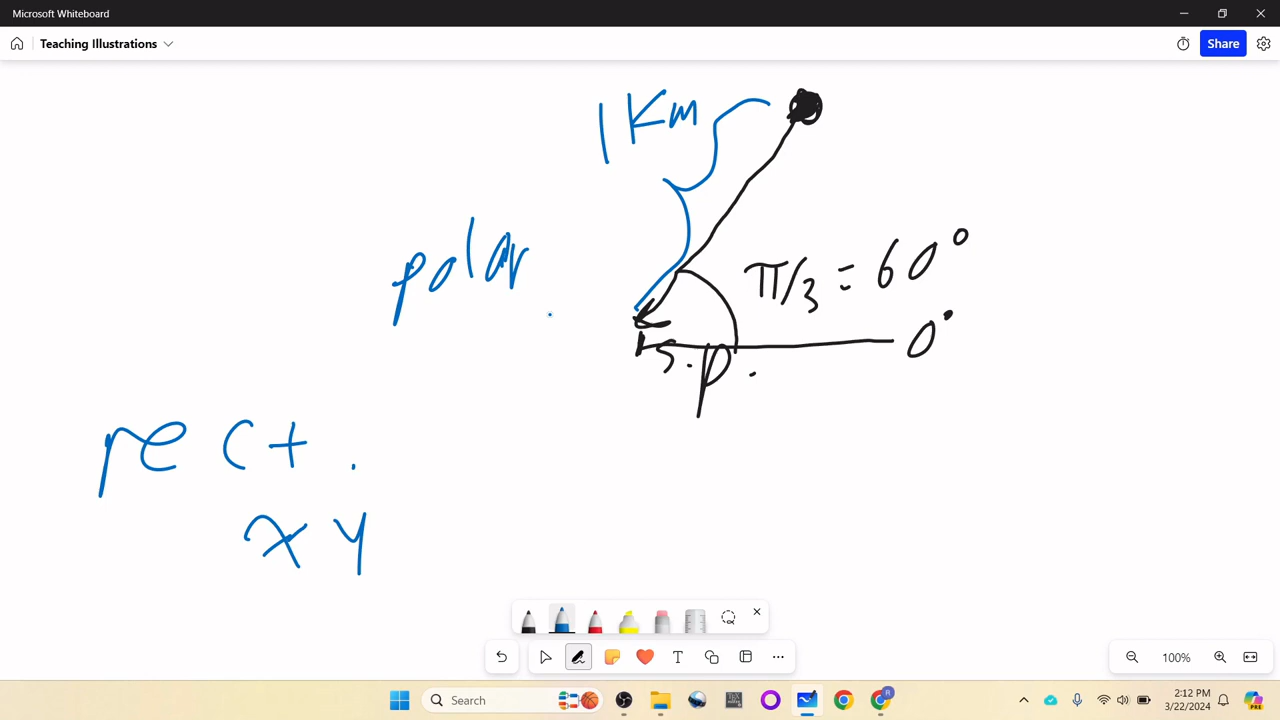 Microsoft Whiteboard
Teaching Illustrations
Share
1 Km
polar
π/3 = 60°
0°
s.p.
rect.
x y
100%
Search
2:12 PM
3/22/2024